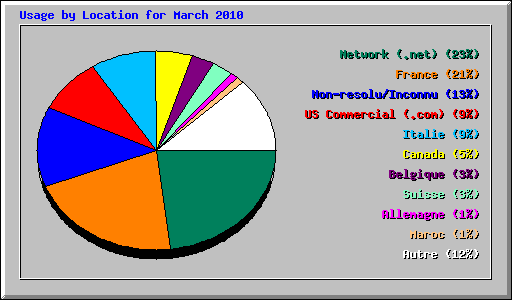 Usage by Location for March 2010
Network (.net) (23%)
France (21%)
Non-resolu/Inconnu (13%)
US Commercial (.com) (9%)
Italie (9%)
Canada (5%)
Belgique (3%)
Suisse (3%)
Allemagne (1%)
Maroc (1%)
Autre (12%)